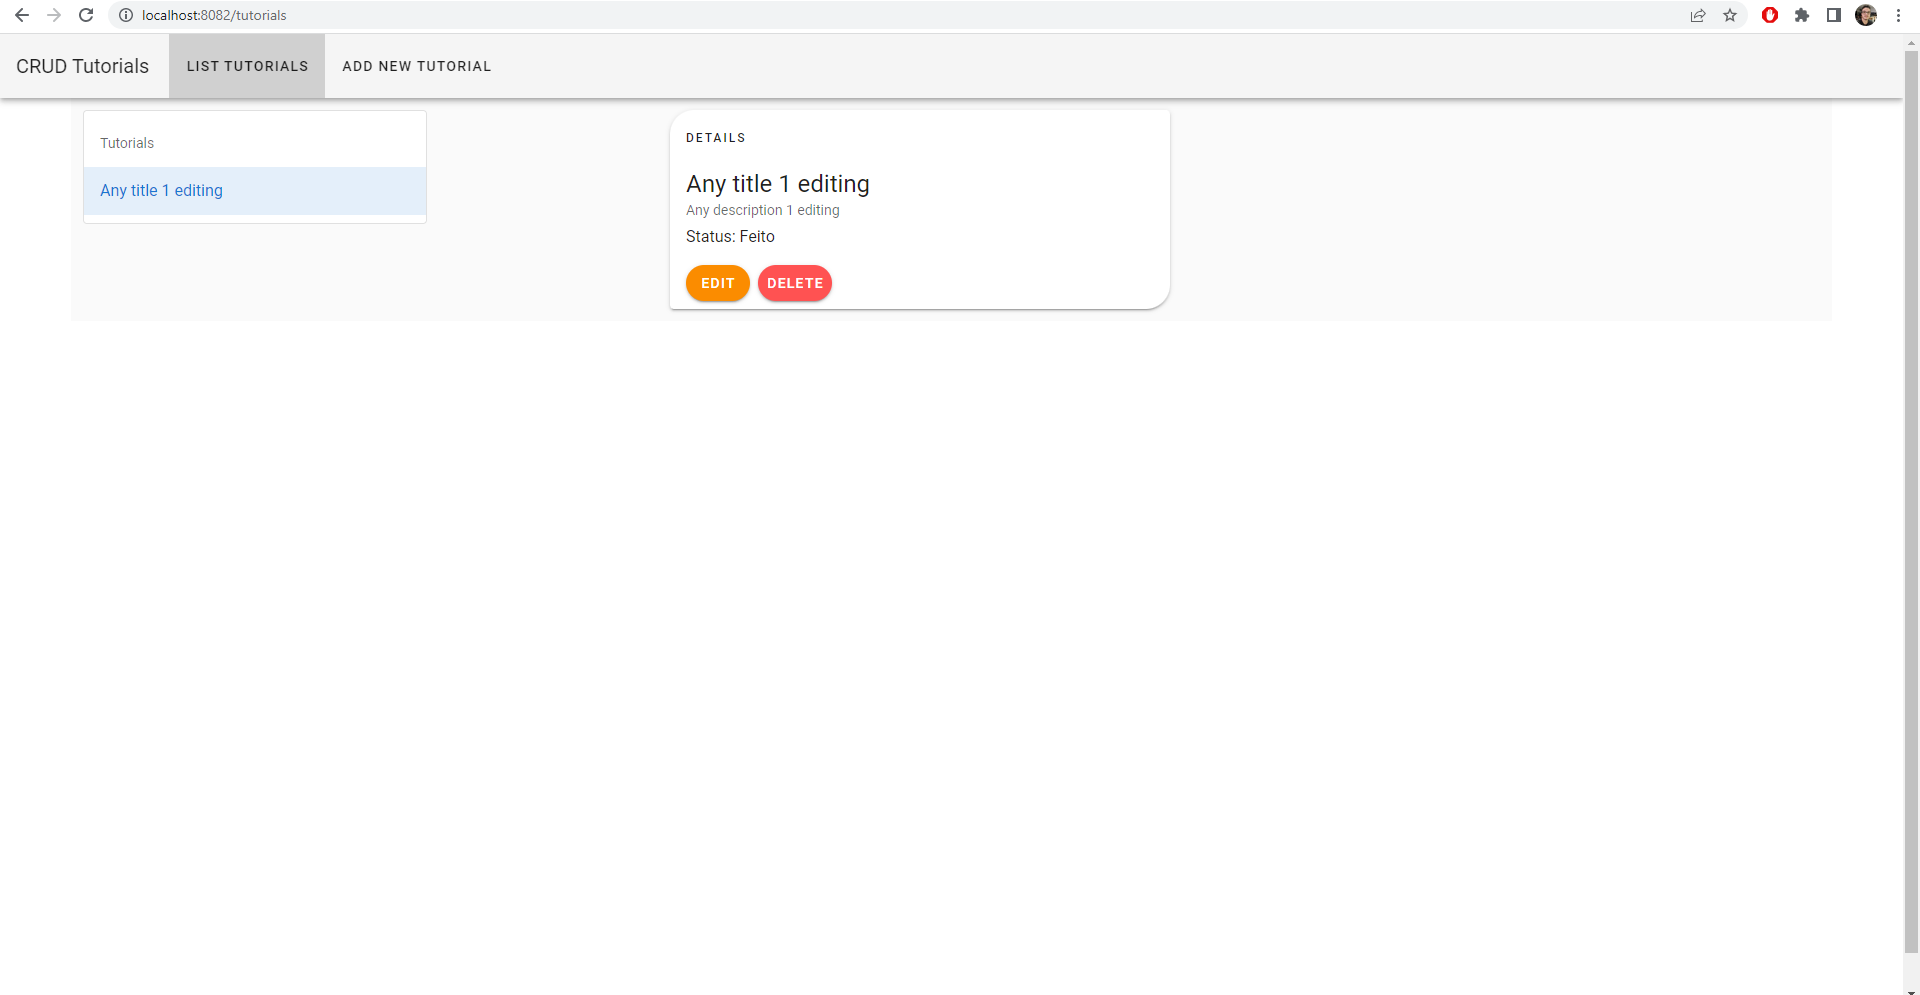 localhost:8082/tutorials
CRUD Tutorials
LIST TUTORIALS
ADD NEW TUTORIAL
Tutorials
Any title 1 editing
DETAILS
Any title 1 editing
Any description 1 editing
Status: Feito
EDIT
DELETE